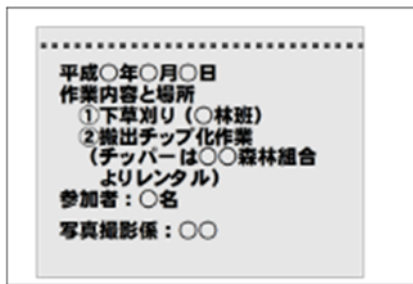 平成○年○月○日
作業内容と場所
①下草刈り(○林班)
②搬出チップ化作業
(チッパーは○○森林組合
よりレンタル)
参加者:○名
写真撮影係:○○